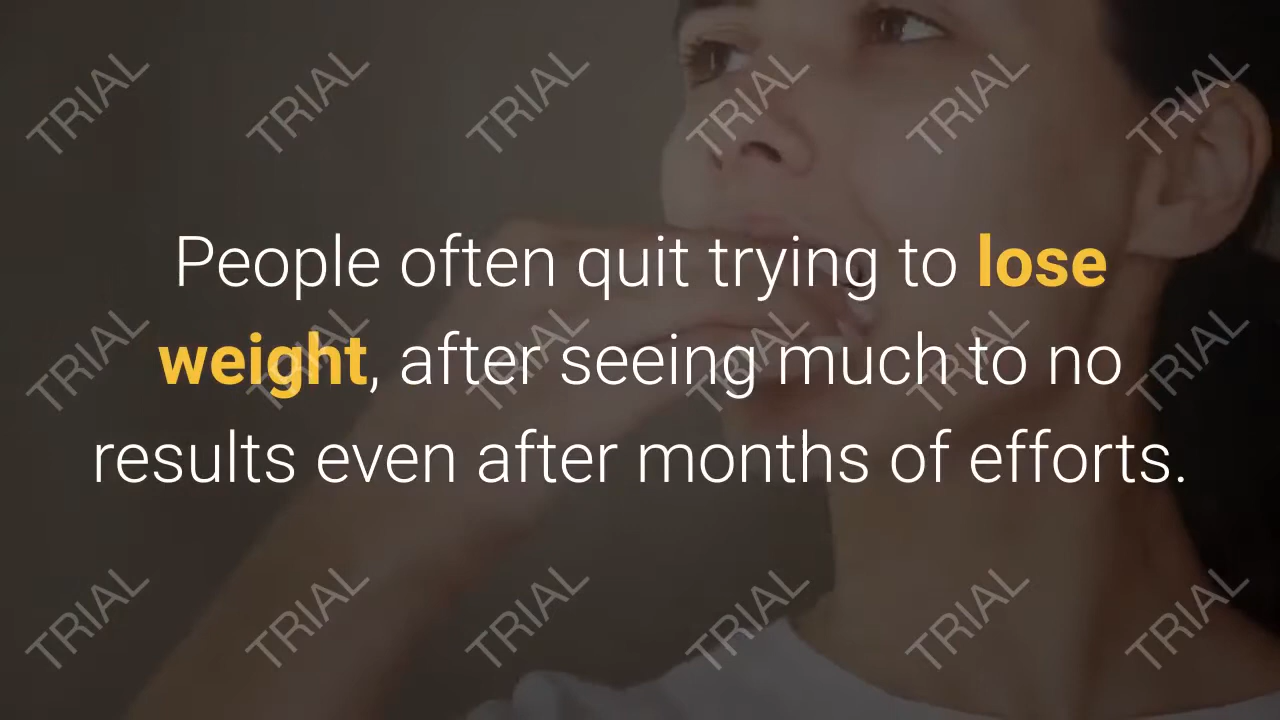 TRIAL TRIAL TRIAL TRIAL TRIAL TRIAL
People often quit trying to lose
weight, after seeing much to no
results even after months of efforts.
TRIAL TRIAL TRIAL TRIAL TRIAL TRIAL
TRIAL TRIAL TRIAL TRIAL TRIAL TRIAL